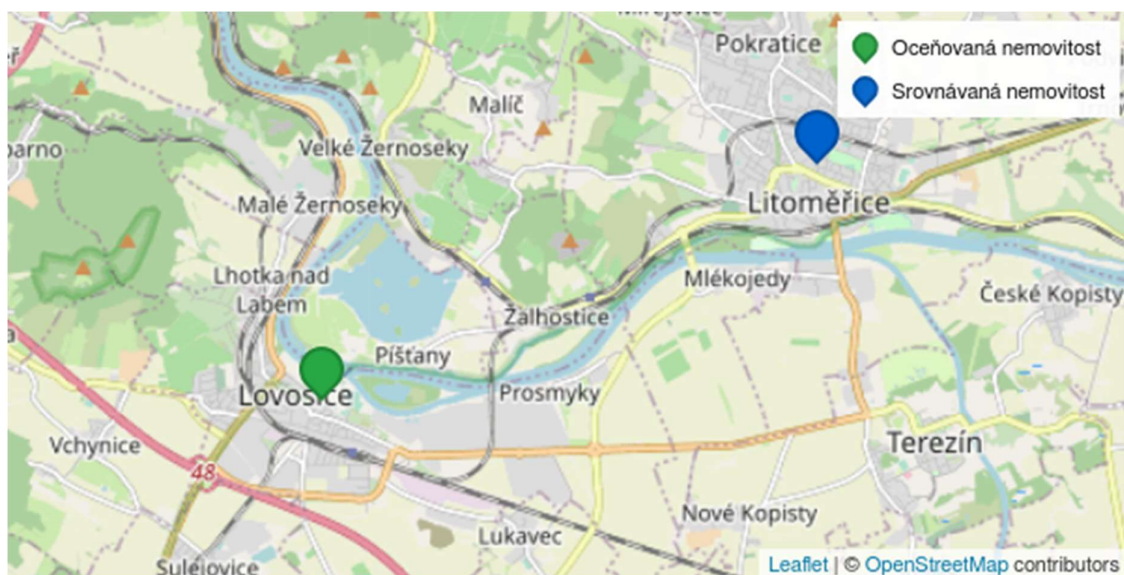 Pokratice
Oceňovaná nemovitost
Srovnávaná nemovitost
Malíč
Velké Žernoseky
Malé Žernoseky
Litoměřice
Lhotka nad
Labem
Mlékojedy
České Kopisty
Žalhostice
Píšťany
Lovosice
Prosmyky
Vchynice
Terezín
48
Nové Kopisty
Lukavec
Sulejovice
Leaflet | © OpenStreetMap contributors